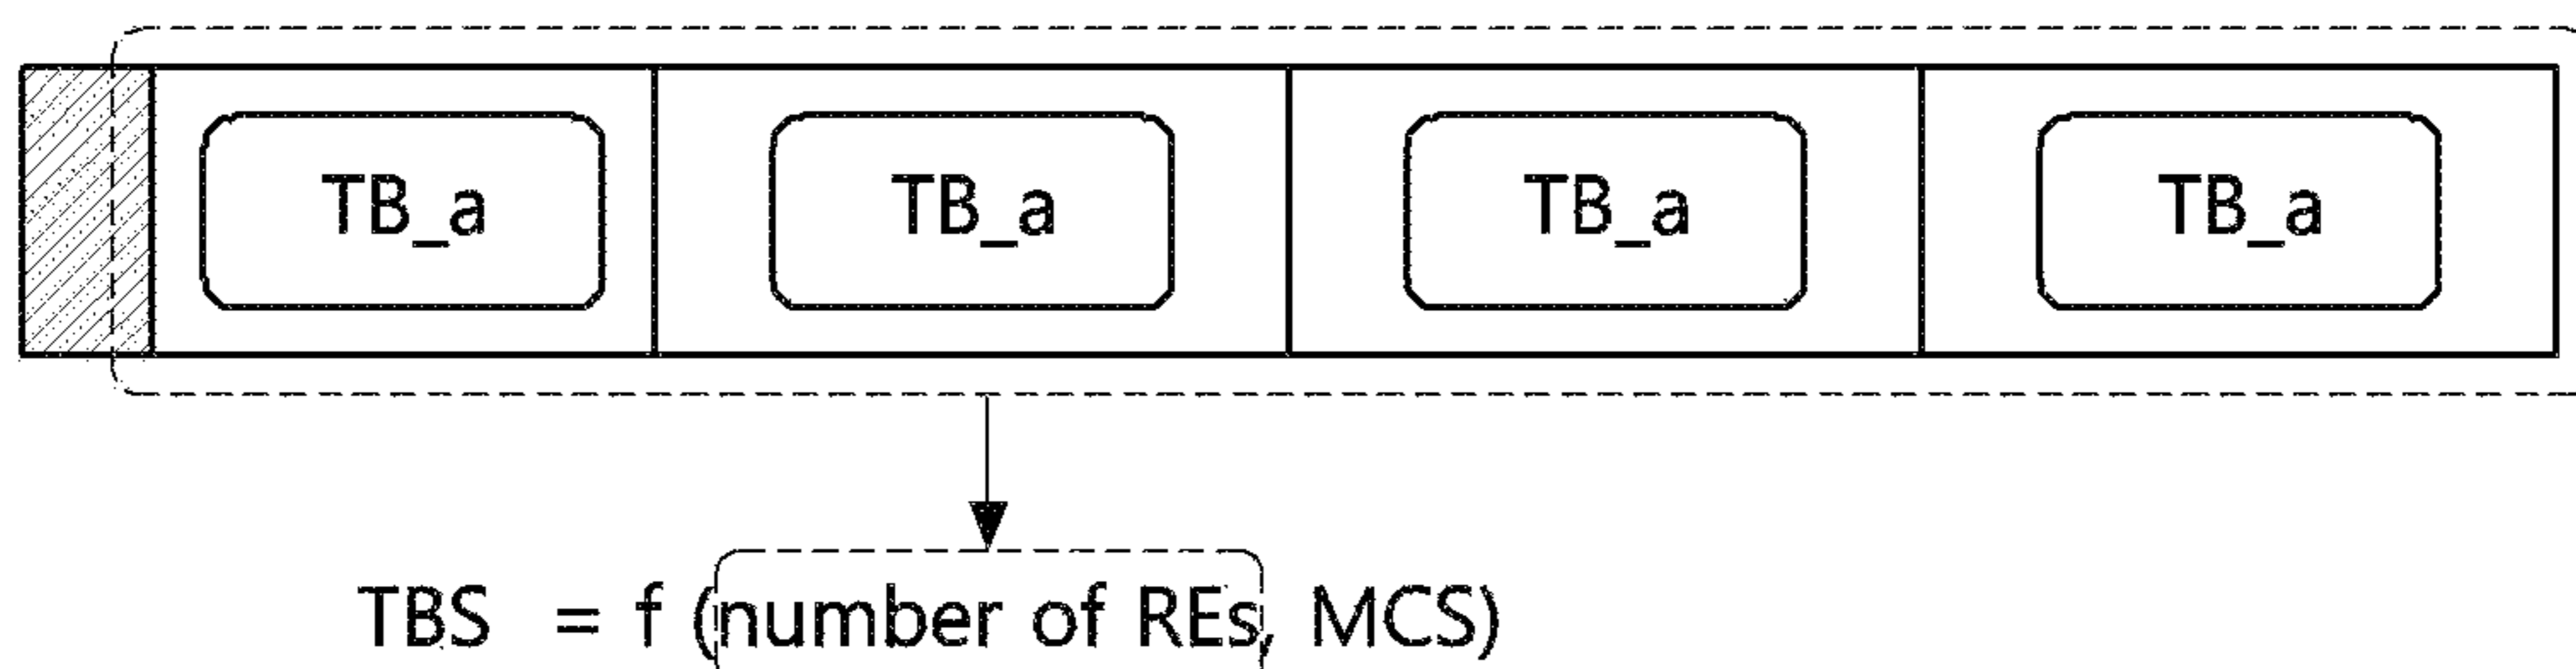 TB_a TB_a TB_a TB_a
TBS = f (number of REs, MCS)